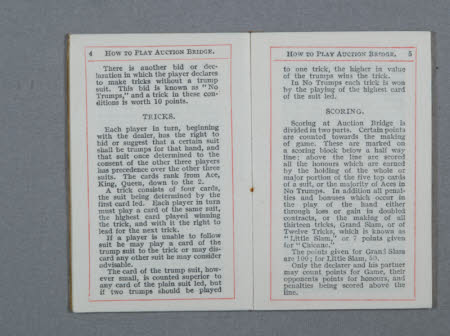 4 HOW TO PLAY AUCTION BRIDGE.
There is another bid or dec-
laration in which the player declares
to make tricks without a trump
suit. This bid is known as "No
Trumps," and a trick in these con-
ditions is worth 10 points.
TRICKS.
Each player in turn, beginning
with the dealer, has the right to
bid or suggest that a certain suit
shall be trumps for that hand, and
that suit once determined to the
consent of the other three players
has precedence over the other three
suits. The cards rank from Ace,
King, Queen, down to the 2.
A trick consists of four cards,
the suit being determined by the
first card led. Each player in turn
must play a card of the same suit,
the highest card played winning
the trick, and with it the right to
lead for the next trick.
If a player is unable to follow
suit he may play a card of the
trump suit to the trick or may dis-
card any other suit he may consider
advisable.
The card of the trump suit, how-
ever small, is counted superior to
any card of the plain suit led, but
if two trumps should be played
HOW TO PLAY AUCTION BRIDGE. 5
to one trick, the higher in value
of the trumps wins the trick.
In No Trumps each trick is won
by the playing of the highest card
of the suit led.
SCORING.
Scoring at Auction Bridge is
divided in two parts. Certain points
are counted towards the making
of game. These are marked on
a scoring block below a half way
line; above the line are scored
all the honours which are earned
by the holding of the whole or
major portion of the five top cards
of a suit, or the majority of Aces in
No Trumps. In addition all penal-
ties and bonuses which occur in
the play of the hand either
through loss or gain in doubled
contracts, or the making of all
thirteen tricks, Grand Slam, or of
Twelve Tricks, which is known as
"Little Slam," or 7 points given
for "Chicane."
The points given for Grand Slam
are 100; for Little Slam, 50.
Only the declarer and his partner
may count points for Game, their
opponents points for honours, and
penalties being scored above the
line.